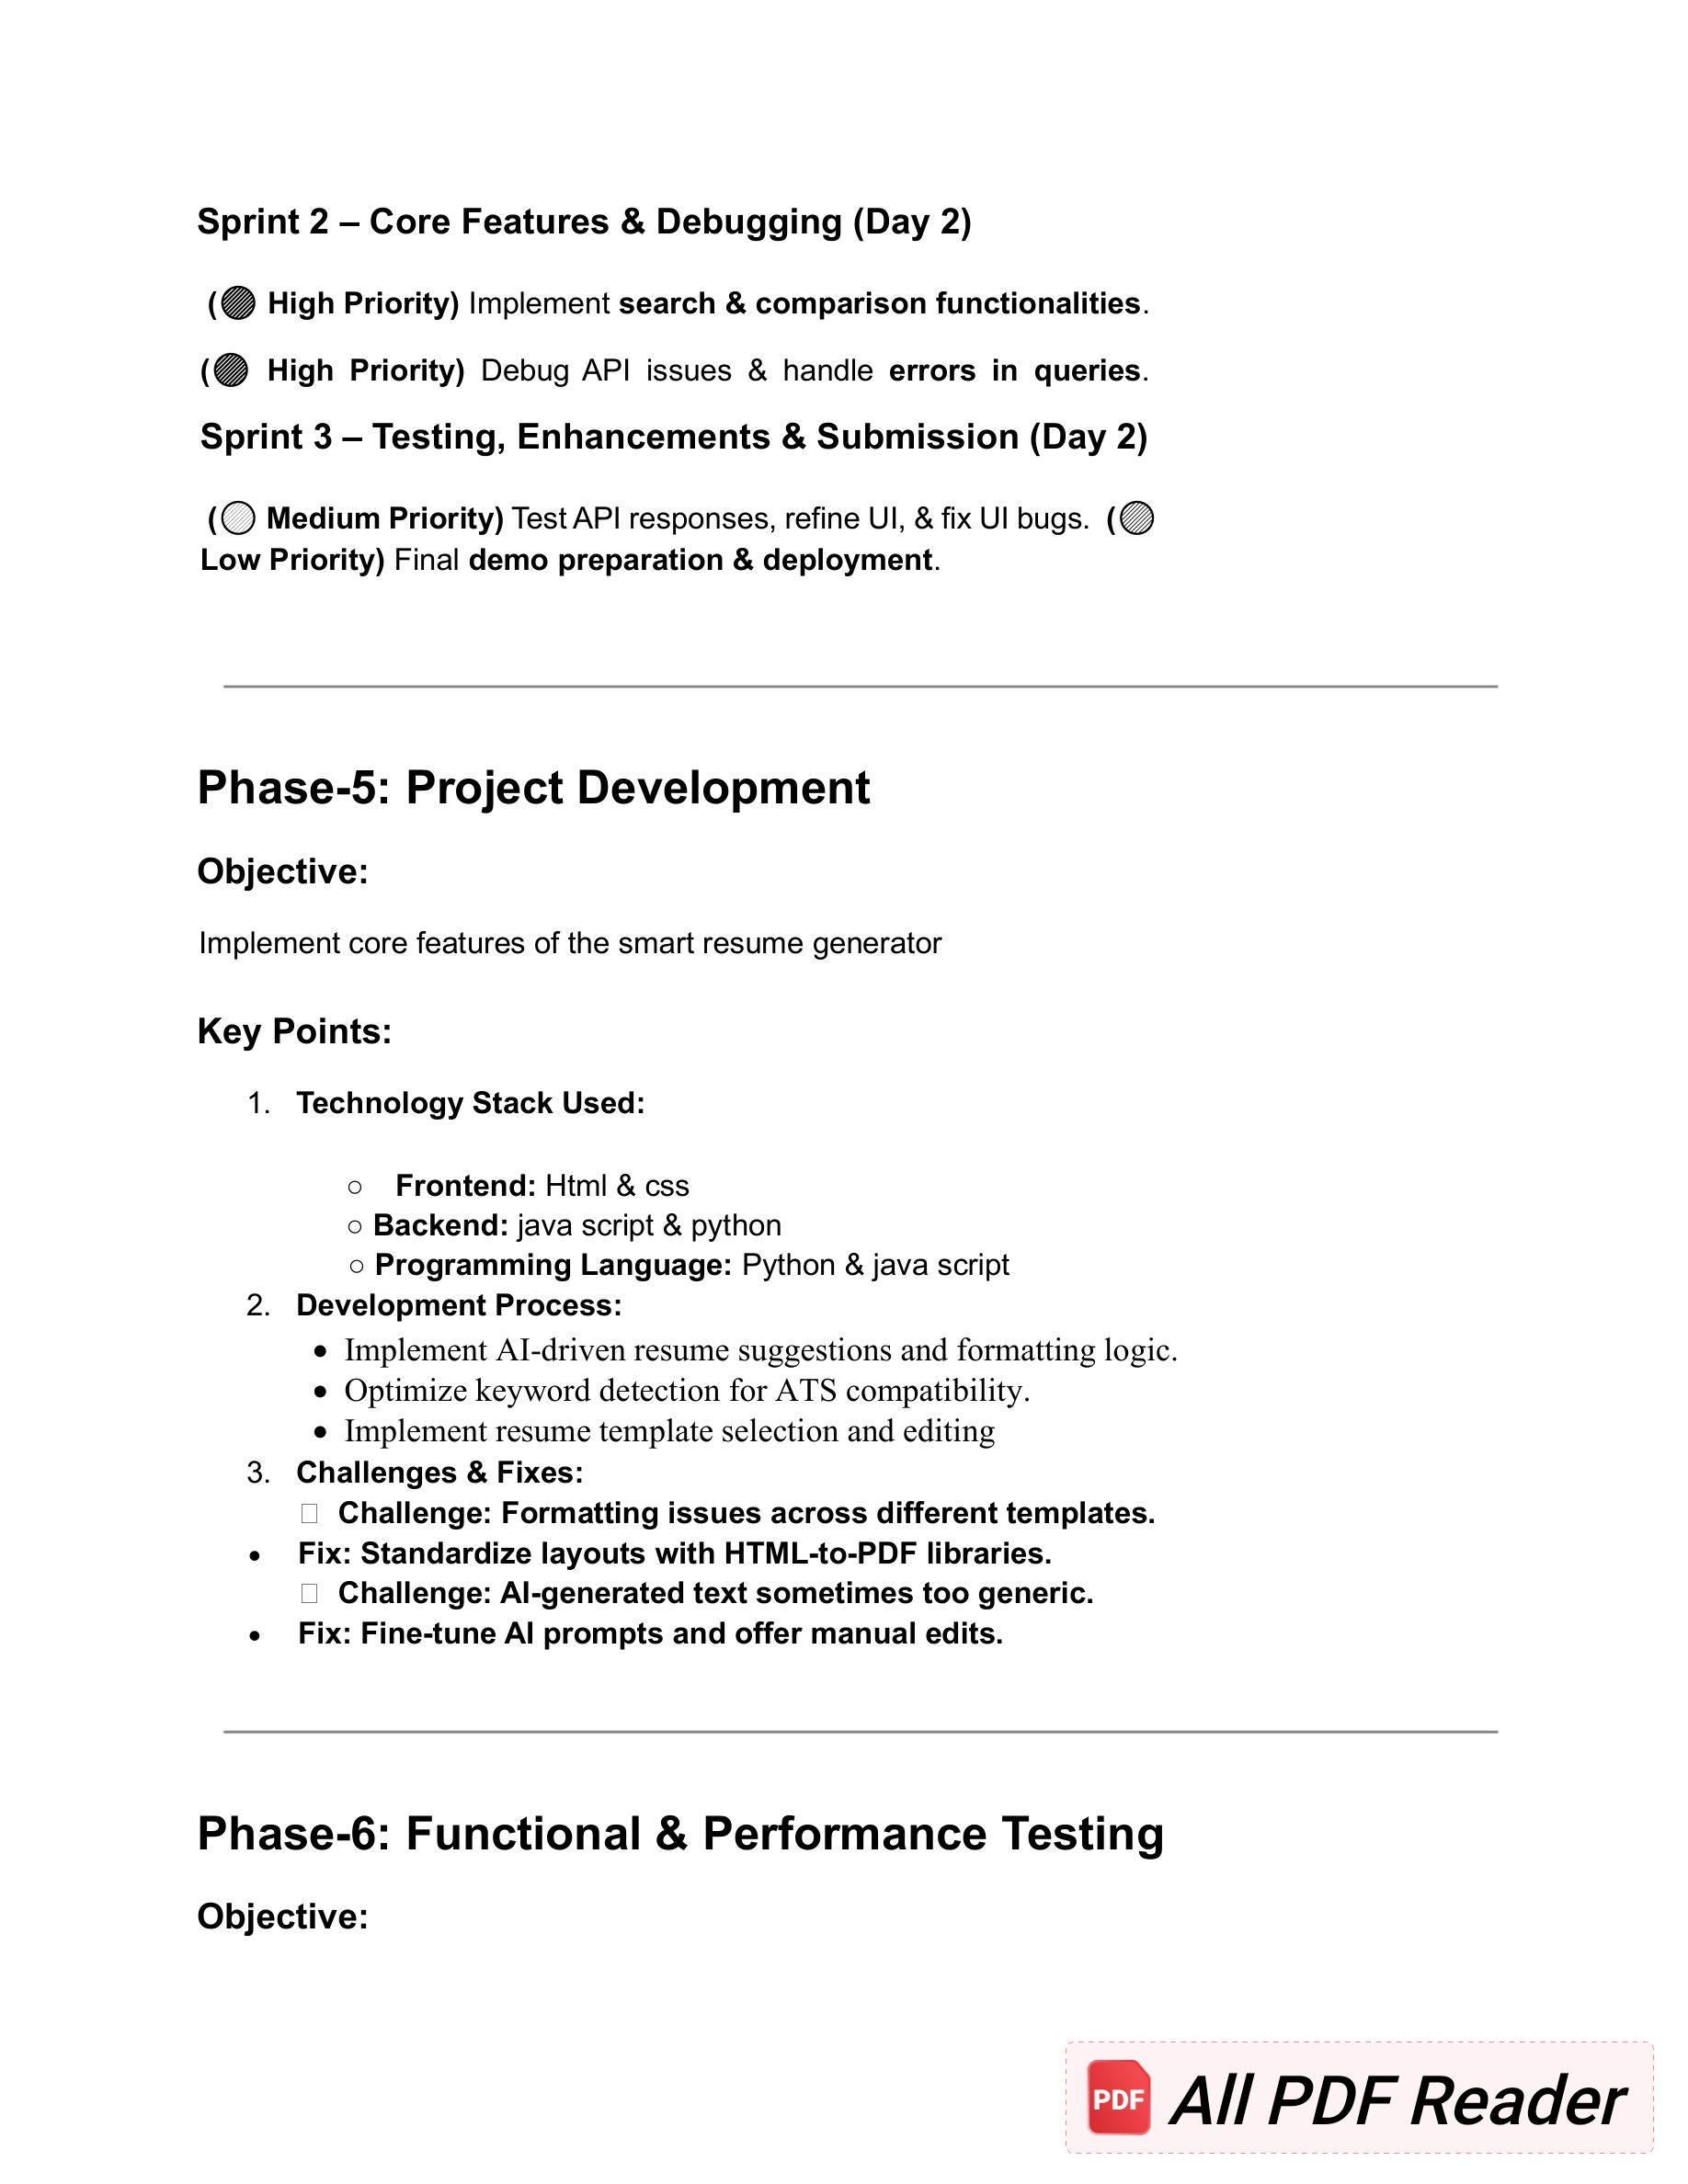 Sprint 2 – Core Features & Debugging (Day 2)
(🔴 High Priority) Implement search & comparison functionalities.
(🔴 High Priority) Debug API issues & handle errors in queries.
Sprint 3 – Testing, Enhancements & Submission (Day 2)
(🟡 Medium Priority) Test API responses, refine UI, & fix UI bugs. (🟢
Low Priority) Final demo preparation & deployment.
Phase-5: Project Development
Objective:
Implement core features of the smart resume generator
Key Points:
1. Technology Stack Used:
○ Frontend: Html & css
○ Backend: java script & python
○ Programming Language: Python & java script
2. Development Process:
• Implement AI-driven resume suggestions and formatting logic.
• Optimize keyword detection for ATS compatibility.
• Implement resume template selection and editing
3. Challenges & Fixes:
 Challenge: Formatting issues across different templates.
• Fix: Standardize layouts with HTML-to-PDF libraries.
 Challenge: AI-generated text sometimes too generic.
• Fix: Fine-tune AI prompts and offer manual edits.
Phase-6: Functional & Performance Testing
Objective:
PDF All PDF Reader